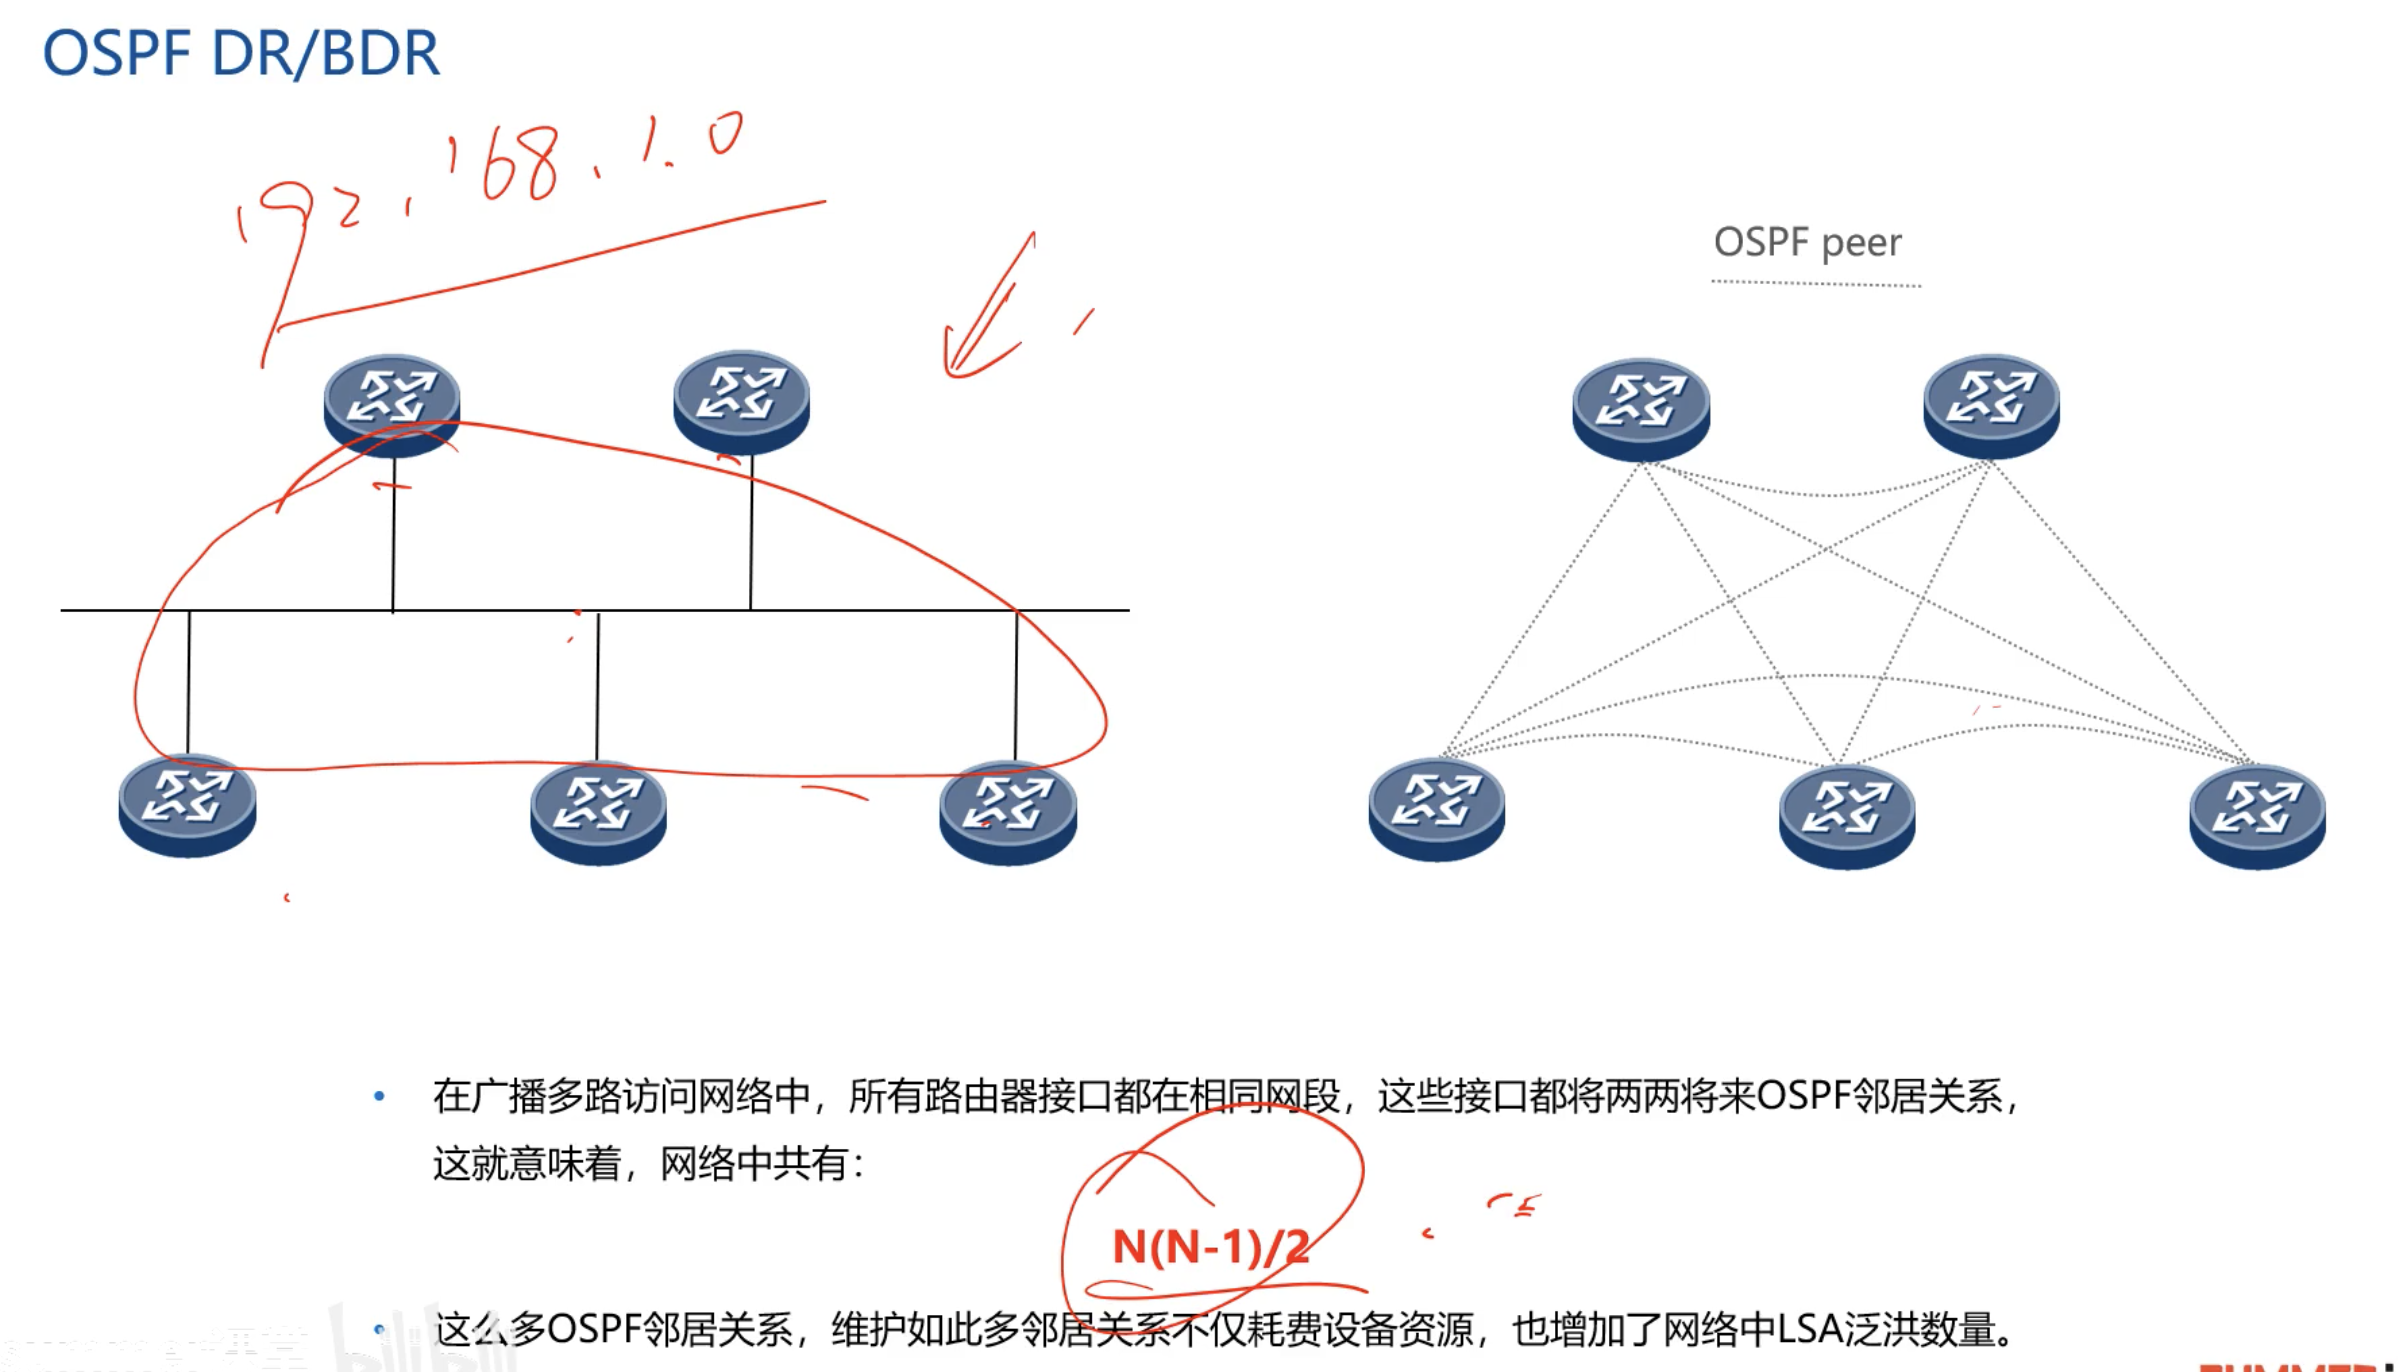 OSPF DR/BDR
192.168.1.0
OSPF peer
在广播多路访问网络中，所有路由器接口都在相同网段，这些接口都将两两将来OSPF邻居关系，
这就意味着，网络中共有：
N(N-1)/2
这么多OSPF邻居关系，维护如此多邻居关系不仅耗费设备资源，也增加了网络中LSA泛洪数量。